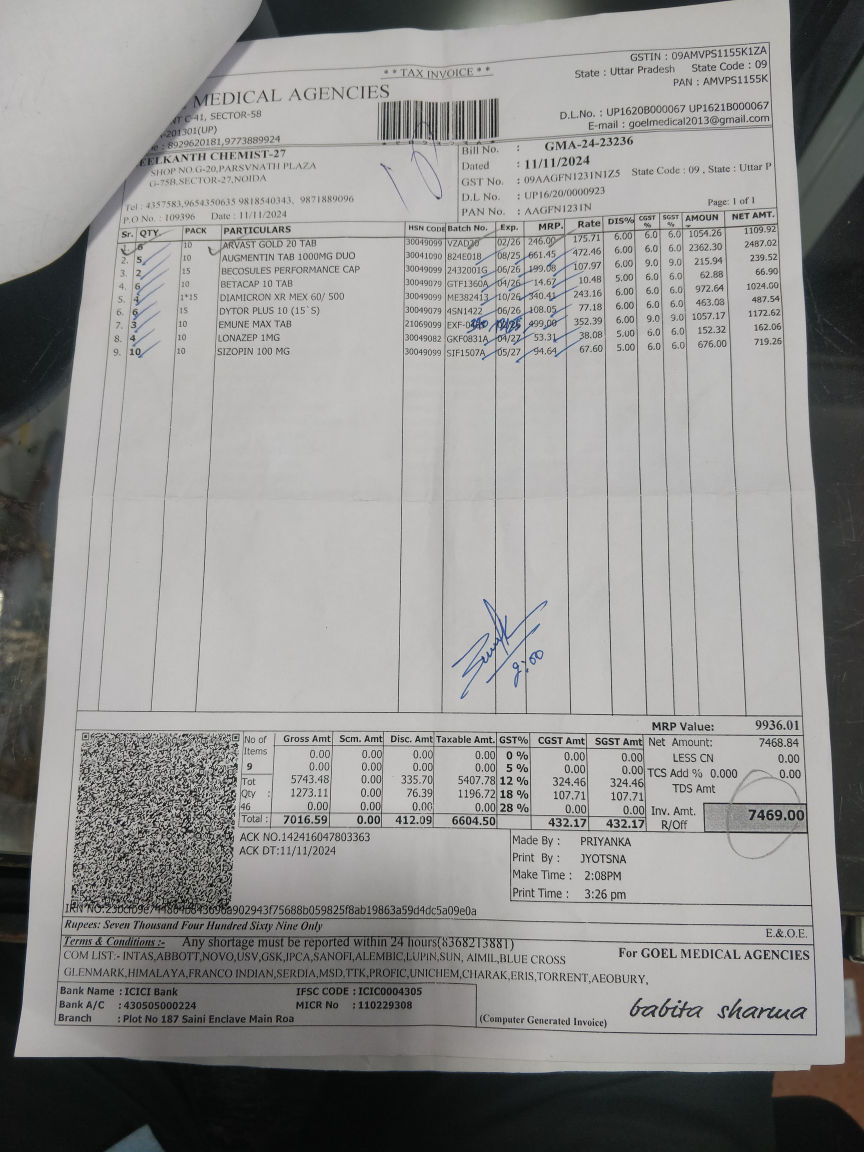 * * TAX INVOICE * *
GSTIN : 09AMVPS1155K1ZA
State : Uttar Pradesh State Code : 09
PAN : AMVPS1155K
MEDICAL AGENCIES
C-41, SECTOR-58
-201301(UP)
: 8929620181,9773889924
D.L.No. : UP1620B000067 UP1621B000067
E-mail : goelmedical2013@gmail.com
EELKANTH CHEMIST-27
SHOP NO.G-20,PARSVNATH PLAZA
G-75B.SECTOR-27,NOIDA
Tel : 4357583,9654350635 9818540343, 9871889096
P.O No. : 109396 Date : 11/11/2024
Bill No. : GMA-24-23236
Dated : 11/11/2024
GST No. : 09AAGFN1231N1Z5 State Code : 09 , State : Uttar P
D.L No. : UP16/20/0000923
PAN No. : AAGFN1231N
Page: 1 of 1
Sr. QTY. PACK PARTICULARS HSN CODE Batch No. Exp. MRP. Rate DIS% CGST % SGST % AMOUN NET AMT.
1. 6 10 ARVAST GOLD 20 TAB 30049099 02/26 246.00 175.71 6.00 6.0 6.0 1054.26 1109.92
2. 5 10 AUGMENTIN TAB 1000MG DUO 30041090 824E01B 08/25 661.45 472.46 6.00 6.0 6.0 2362.30 2487.02
3. 2 15 BECOSULES PERFORMANCE CAP 30049099 2432001G 06/26 199.08 107.97 6.00 9.0 9.0 215.94 239.52
4. 6 10 BETACAP 10 TAB 30049079 GTF1360A 04/26 14.67 10.48 5.00 6.0 6.0 62.88 66.90
5. 4 1*15 DIAMICRON XR MEX 60/ 500 30049099 ME382413 10/26 340.41 243.16 6.00 6.0 6.0 972.64 1024.00
6. 6 15 DYTOR PLUS 10 (15`S) 30049079 4SN1422 06/26 108.05 77.18 6.00 6.0 6.0 463.08 487.54
7. 3 10 EMUNE MAX TAB 21069099 499.00 352.39 6.00 9.0 9.0 1057.17 1172.62
8. 4 10 LONAZEP 1MG 30049082 GKF0831A 04/27 53.31 38.08 5.00 6.0 6.0 152.32 162.06
9. 10 10 SIZOPIN 100 MG 30049099 SIF1507A 05/27 94.64 67.60 5.00 6.0 6.0 676.00 719.26
2:00
MRP Value: 9936.01
No of Items Gross Amt Scm. Amt Disc. Amt Taxable Amt. GST% CGST Amt SGST Amt Net Amount: 7468.84
0.00 0.00 0.00 0.00 0 % 0.00 0.00 LESS CN 0.00
9 0.00 0.00 0.00 0.00 5 % 0.00 0.00 TCS Add % 0.000 0.00
Tot 5743.48 0.00 335.70 5407.78 12 % 324.46 324.46 TDS Amt
Qty : 1273.11 0.00 76.39 1196.72 18 % 107.71 107.71
46 0.00 0.00 0.00 0.00 28 % 0.00 0.00 Inv. Amt. 7469.00
Total : 7016.59 0.00 412.09 6604.50 432.17 432.17 R/Off
ACK NO.142416047803363
ACK DT:11/11/2024
Made By : PRIYANKA
Print By : JYOTSNA
Make Time : 2:08PM
Print Time : 3:26 pm
Rupees: Seven Thousand Four Hundred Sixty Nine Only
E.&.O.E.
Terms & Conditions :- Any shortage must be reported within 24 hours(8368213881)
COM LIST:- INTAS,ABBOTT,NOVO,USV,GSK,IPCA,SANOFI,ALEMBIC,LUPIN,SUN, AIMIL,BLUE CROSS
GLENMARK,HIMALAYA,FRANCO INDIAN,SERDIA,MSD,TTK,PROFIC,UNICHEM,CHARAK,ERIS,TORRENT,AEOBURY,
For GOEL MEDICAL AGENCIES
Bank Name : ICICI Bank IFSC CODE : ICIC0004305
Bank A/C : 430505000224 MICR No : 110229308
Branch : Plot No 187 Saini Enclave Main Roa
(Computer Generated Invoice)
babita sharma